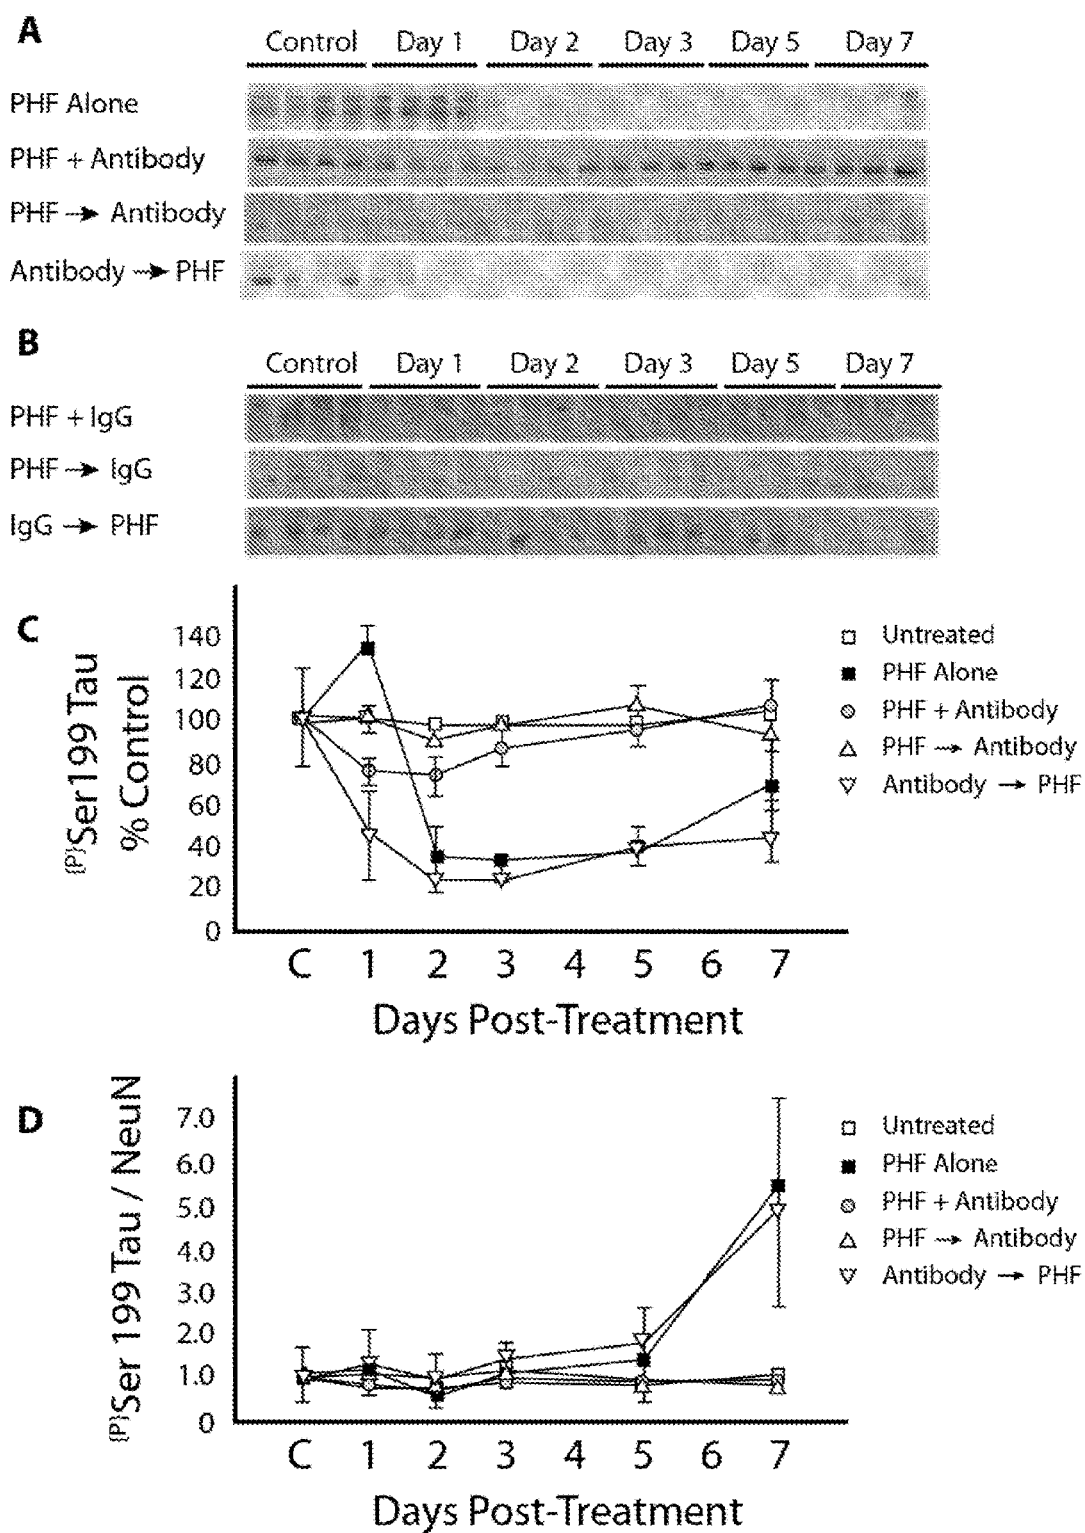 A
Control Day 1 Day 2 Day 3 Day 5 Day 7
PHF Alone
PHF + Antibody
PHF → Antibody
Antibody → PHF
B
Control Day 1 Day 2 Day 3 Day 5 Day 7
PHF + IgG
PHF → IgG
IgG → PHF
C
{P}Ser199 Tau
% Control
140
120
100
80
60
40
20
0
C 1 2 3 4 5 6 7
Days Post-Treatment
Untreated
PHF Alone
PHF + Antibody
PHF → Antibody
Antibody → PHF
D
{P}Ser 199 Tau / NeuN
7.0
6.0
5.0
4.0
3.0
2.0
1.0
0
C 1 2 3 4 5 6 7
Days Post-Treatment
Untreated
PHF Alone
PHF + Antibody
PHF → Antibody
Antibody → PHF